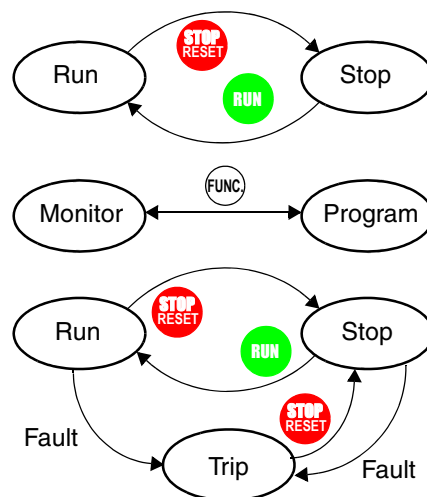 STOP
RESET
Run
Stop
RUN
FUNC.
Monitor
Program
STOP
RESET
Run
Stop
RUN
STOP
RESET
Fault
Trip
Fault